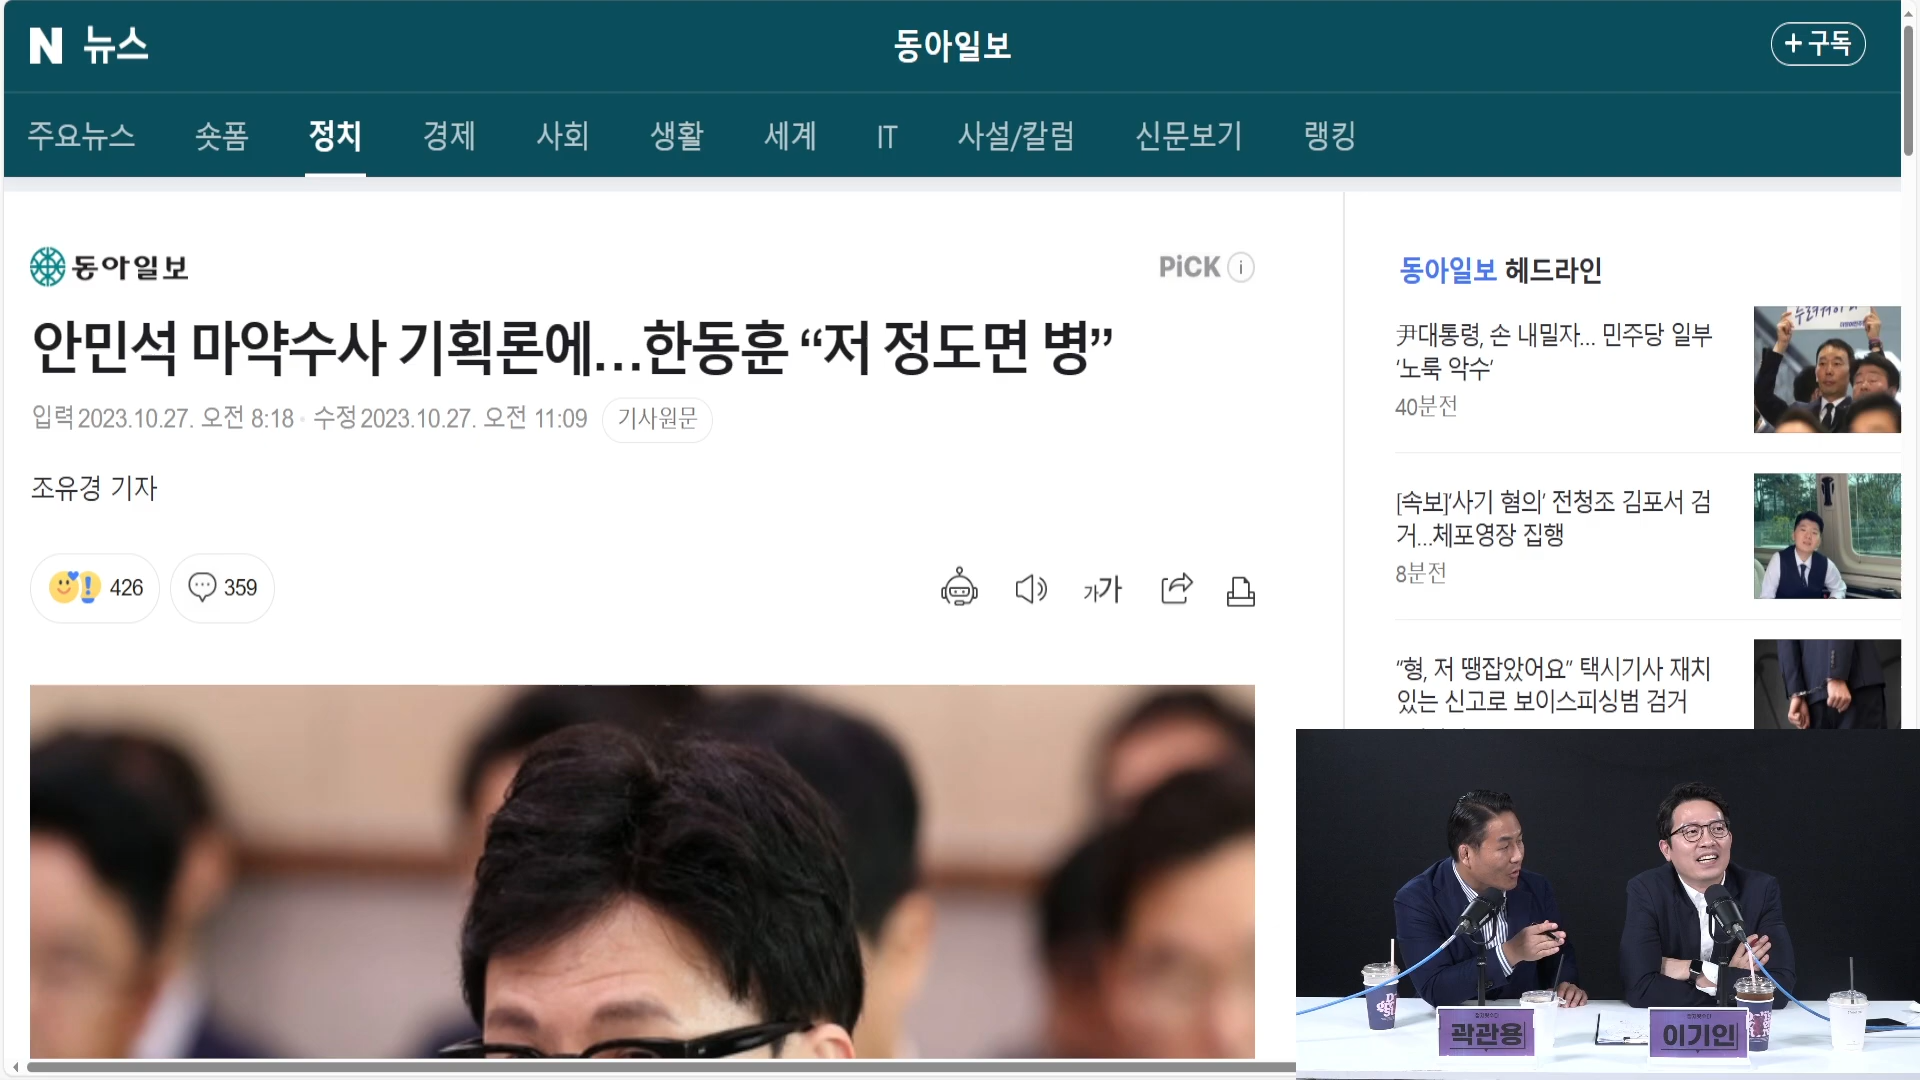 N 뉴스
동아일보
+ 구독
주요뉴스 숏폼 정치 경제 사회 생활 세계 IT 사설/칼럼 신문보기 랭킹
동아일보
PiCK i
안민석 마약수사 기획론에…한동훈 “저 정도면 병”
입력 2023.10.27. 오전 8:18 · 수정 2023.10.27. 오전 11:09 기사원문
조유경 기자
426 359
가가
동아일보 헤드라인
尹대통령, 손 내밀자… 민주당 일부
‘노룩 악수’
40분전
[속보]‘사기 혐의’ 전청조 김포서 검
거…체포영장 집행
8분전
“형, 저 땡잡았어요” 택시기사 재치
있는 신고로 보이스피싱범 검거
곽관용
이기인